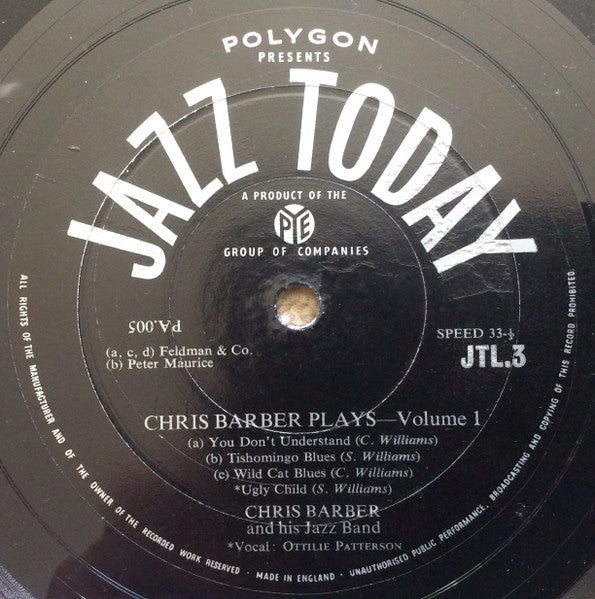 POLYGON
PRESENTS
JAZZ TODAY
A PRODUCT OF THE
PYE
GROUP OF COMPANIES
PA.005
SPEED 33-⅓
JTL.3
(a, c, d) Feldman & Co.
(b) Peter Maurice
CHRIS BARBER PLAYS—Volume 1
(a) You Don't Understand (C. Williams)
(b) Tishomingo Blues (S. Williams)
(c) Wild Cat Blues (C. Williams)
*Ugly Child (S. Williams)
CHRIS BARBER
and his Jazz Band
*Vocal: OTTILIE PATTERSON
ALL RIGHTS OF THE MANUFACTURER AND OF THE OWNER OF THE RECORDED WORK RESERVED · MADE IN ENGLAND · UNAUTHORISED PUBLIC PERFORMANCE, BROADCASTING AND COPYING OF THIS RECORD PROHIBITED.